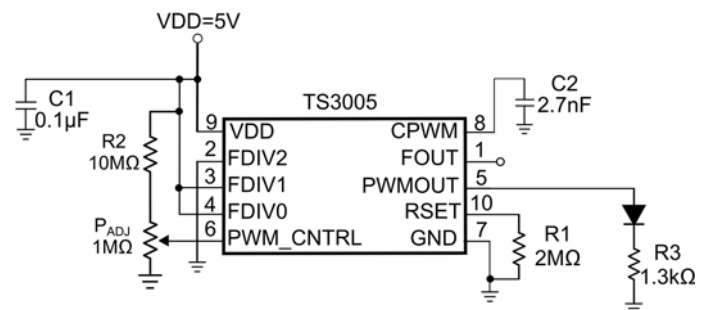 VDD=5V
C1
0.1µF
TS3005
C2
2.7nF
R2
10MΩ
P_ADJ
1MΩ
9 VDD
2 FDIV2
3 FDIV1
4 FDIV0
6 PWM_CNTRL
CPWM 8
FOUT 1
PWMOUT 5
RSET 10
GND 7
R1
2MΩ
R3
1.3kΩ